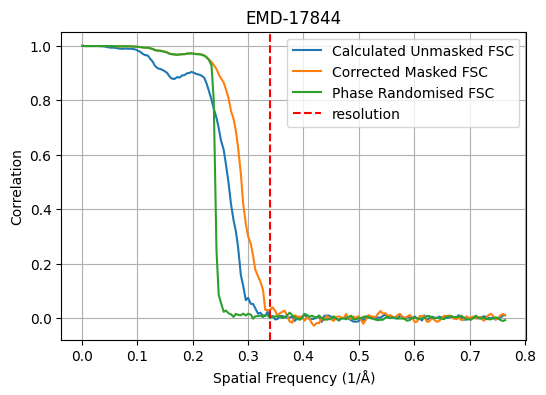 EMD-17844
Correlation
1.0
0.8
0.6
0.4
0.2
0.0
Calculated Unmasked FSC
Corrected Masked FSC
Phase Randomised FSC
resolution
0.0 0.1 0.2 0.3 0.4 0.5 0.6 0.7 0.8
Spatial Frequency (1/Å)